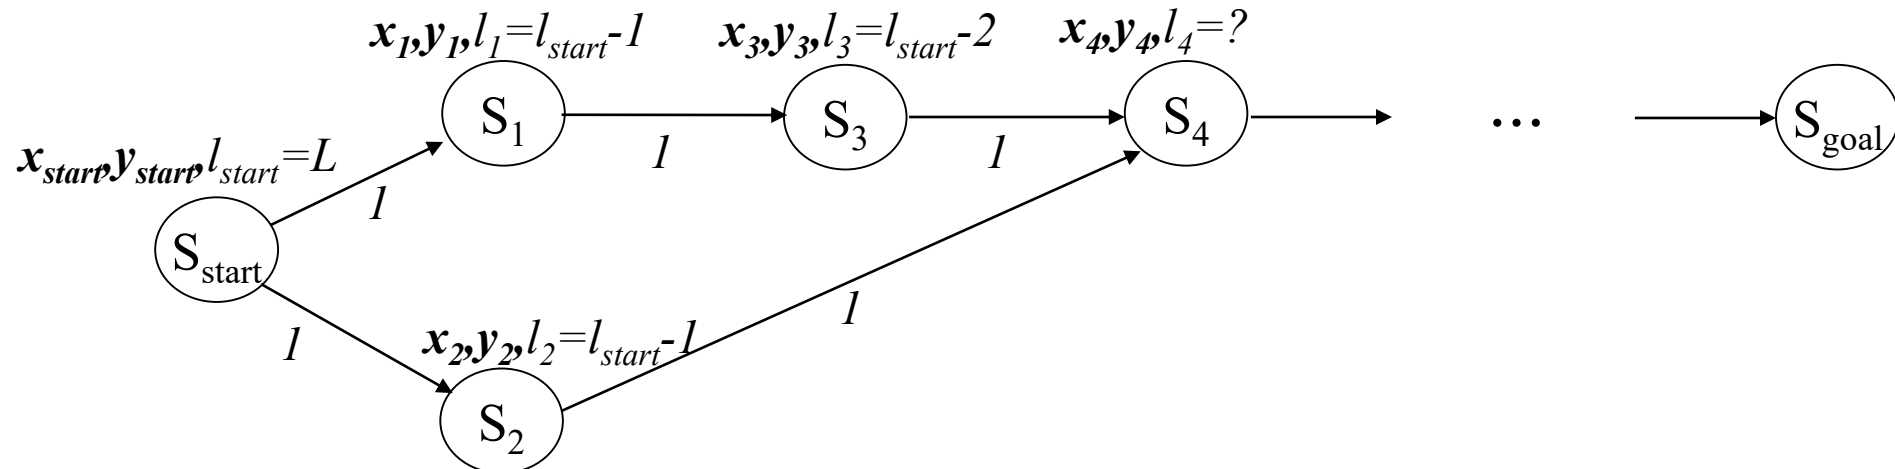 x1,y1,l1=lstart-1 x3,y3,l3=lstart-2 x4,y4,l4=?
S1 S3 S4 ... Sgoal
1 1
xstart,ystart,lstart=L
1
Sstart
1
1
x2,y2,l2=lstart-1
S2